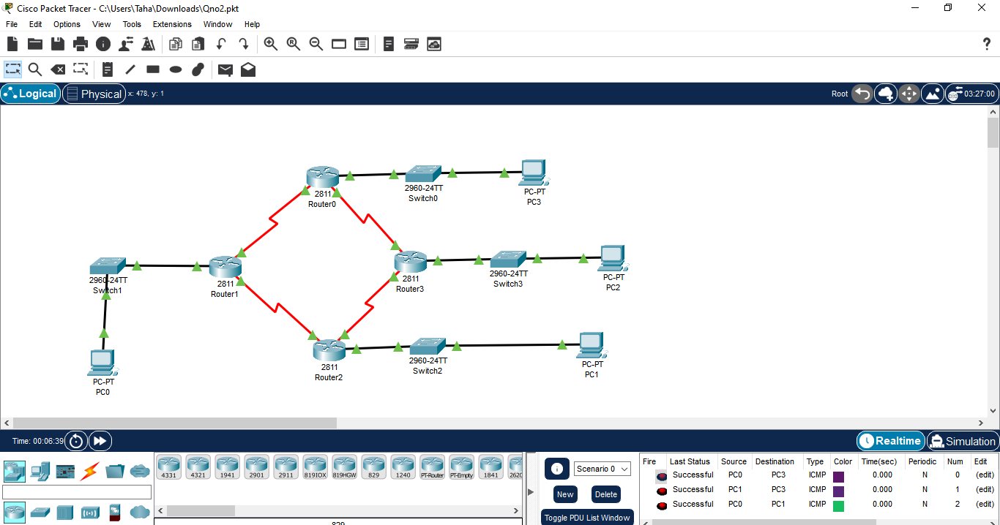 Cisco Packet Tracer - C:\Users\Taha\Downloads\Qno2.pkt
File Edit Options View Tools Extensions Window Help
Logical Physical x: 478, y: 1 Root 03:27:00
2811
Router0
2960-24TT
Switch0
PC-PT
PC3
2960-24TT
Switch1
2811
Router1
2811
Router3
2960-24TT
Switch3
PC-PT
PC2
2811
Router2
2960-24TT
Switch2
PC-PT
PC1
PC-PT
PC0
Time: 00:06:39 Realtime Simulation
4331 4321 1941 2901 2911 819IOX 819HGW 829 1240 PT-Router PT-Empty 1841 2620
829
Scenario 0
New Delete
Toggle PDU List Window
Fire Last Status Source Destination Type Color Time(sec) Periodic Num Edit
Successful PC0 PC3 ICMP 0.000 N 0 (edit)
Successful PC1 PC3 ICMP 0.000 N 1 (edit)
Successful PC0 PC1 ICMP 0.000 N 2 (edit)